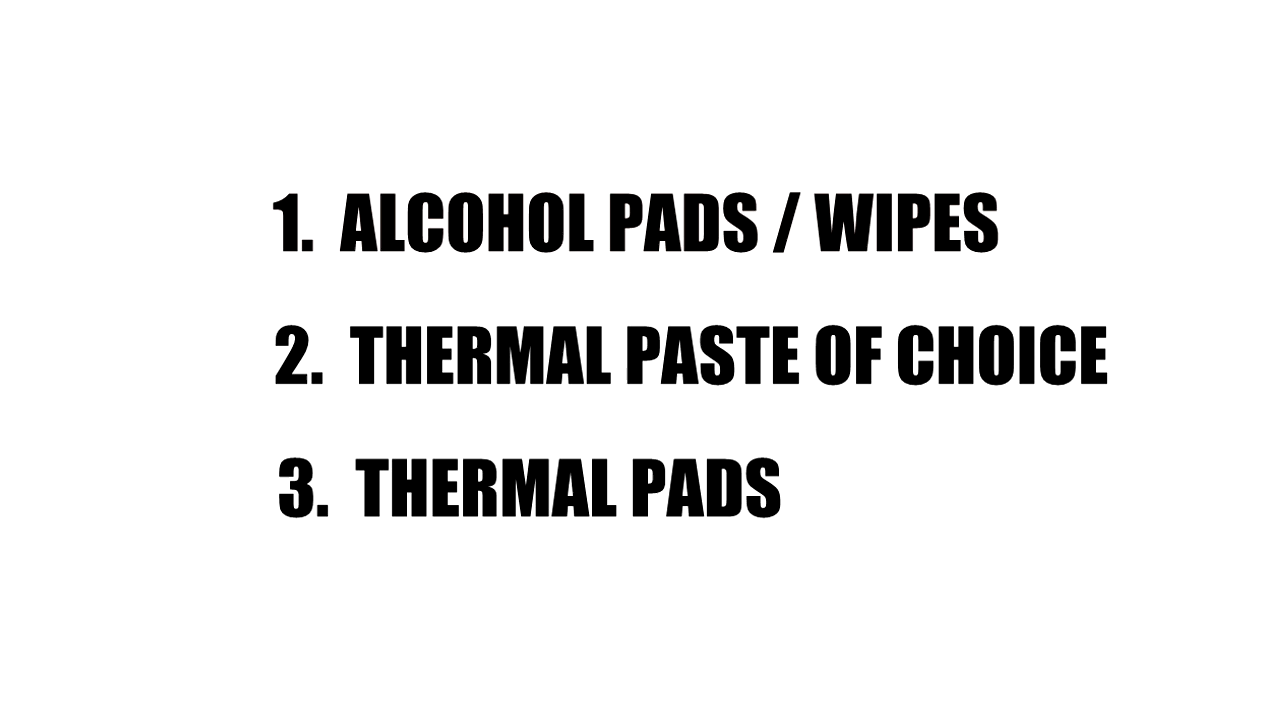 1. ALCOHOL PADS / WIPES
2. THERMAL PASTE OF CHOICE
3. THERMAL PADS